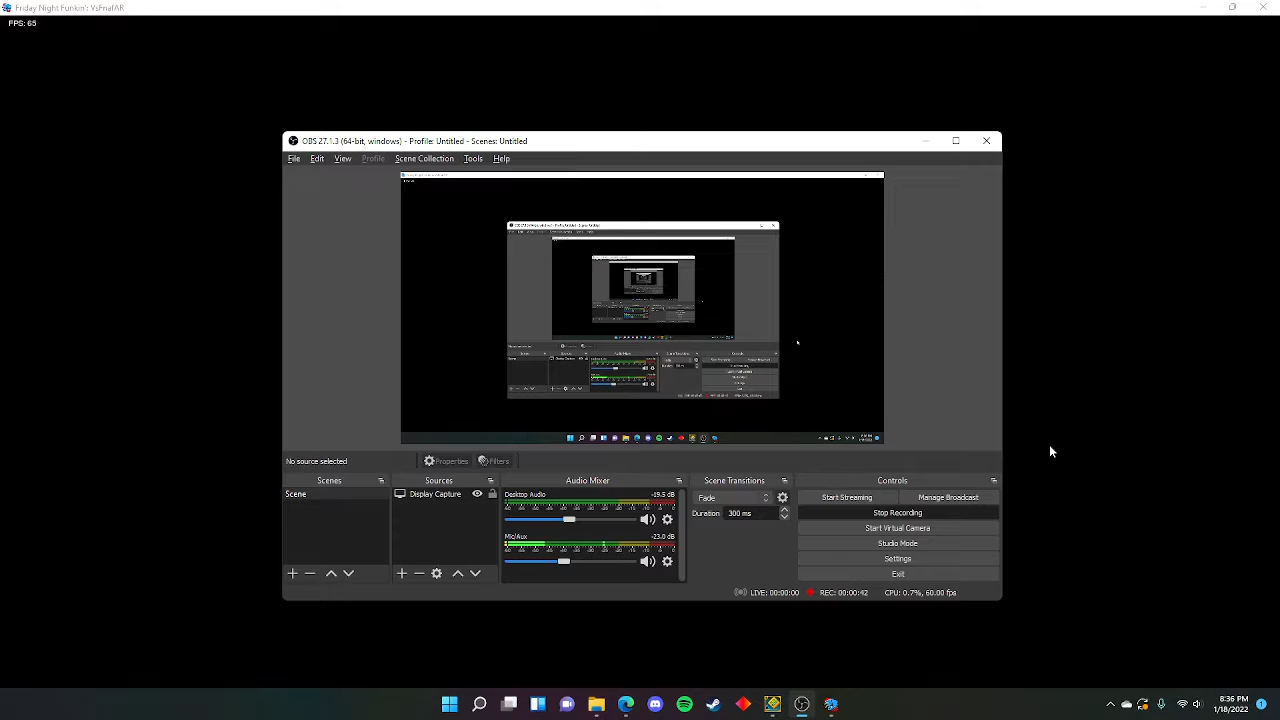 Friday Night Funkin': VsFnafAR
FPS: 65
OBS 27.1.3 (64-bit, windows) - Profile: Untitled - Scenes: Untitled
File Edit View Profile Scene Collection Tools Help
No source selected
Properties
Filters
Scenes
Sources
Audio Mixer
Scene Transitions
Controls
Scene
Display Capture
Desktop Audio
-19.5 dB
Mic/Aux
-23.0 dB
Fade
Duration
300 ms
Start Streaming
Manage Broadcast
Stop Recording
Start Virtual Camera
Studio Mode
Settings
Exit
LIVE: 00:00:00
REC: 00:00:42
CPU: 0.7%, 60.00 fps
8:36 PM
1/18/2022